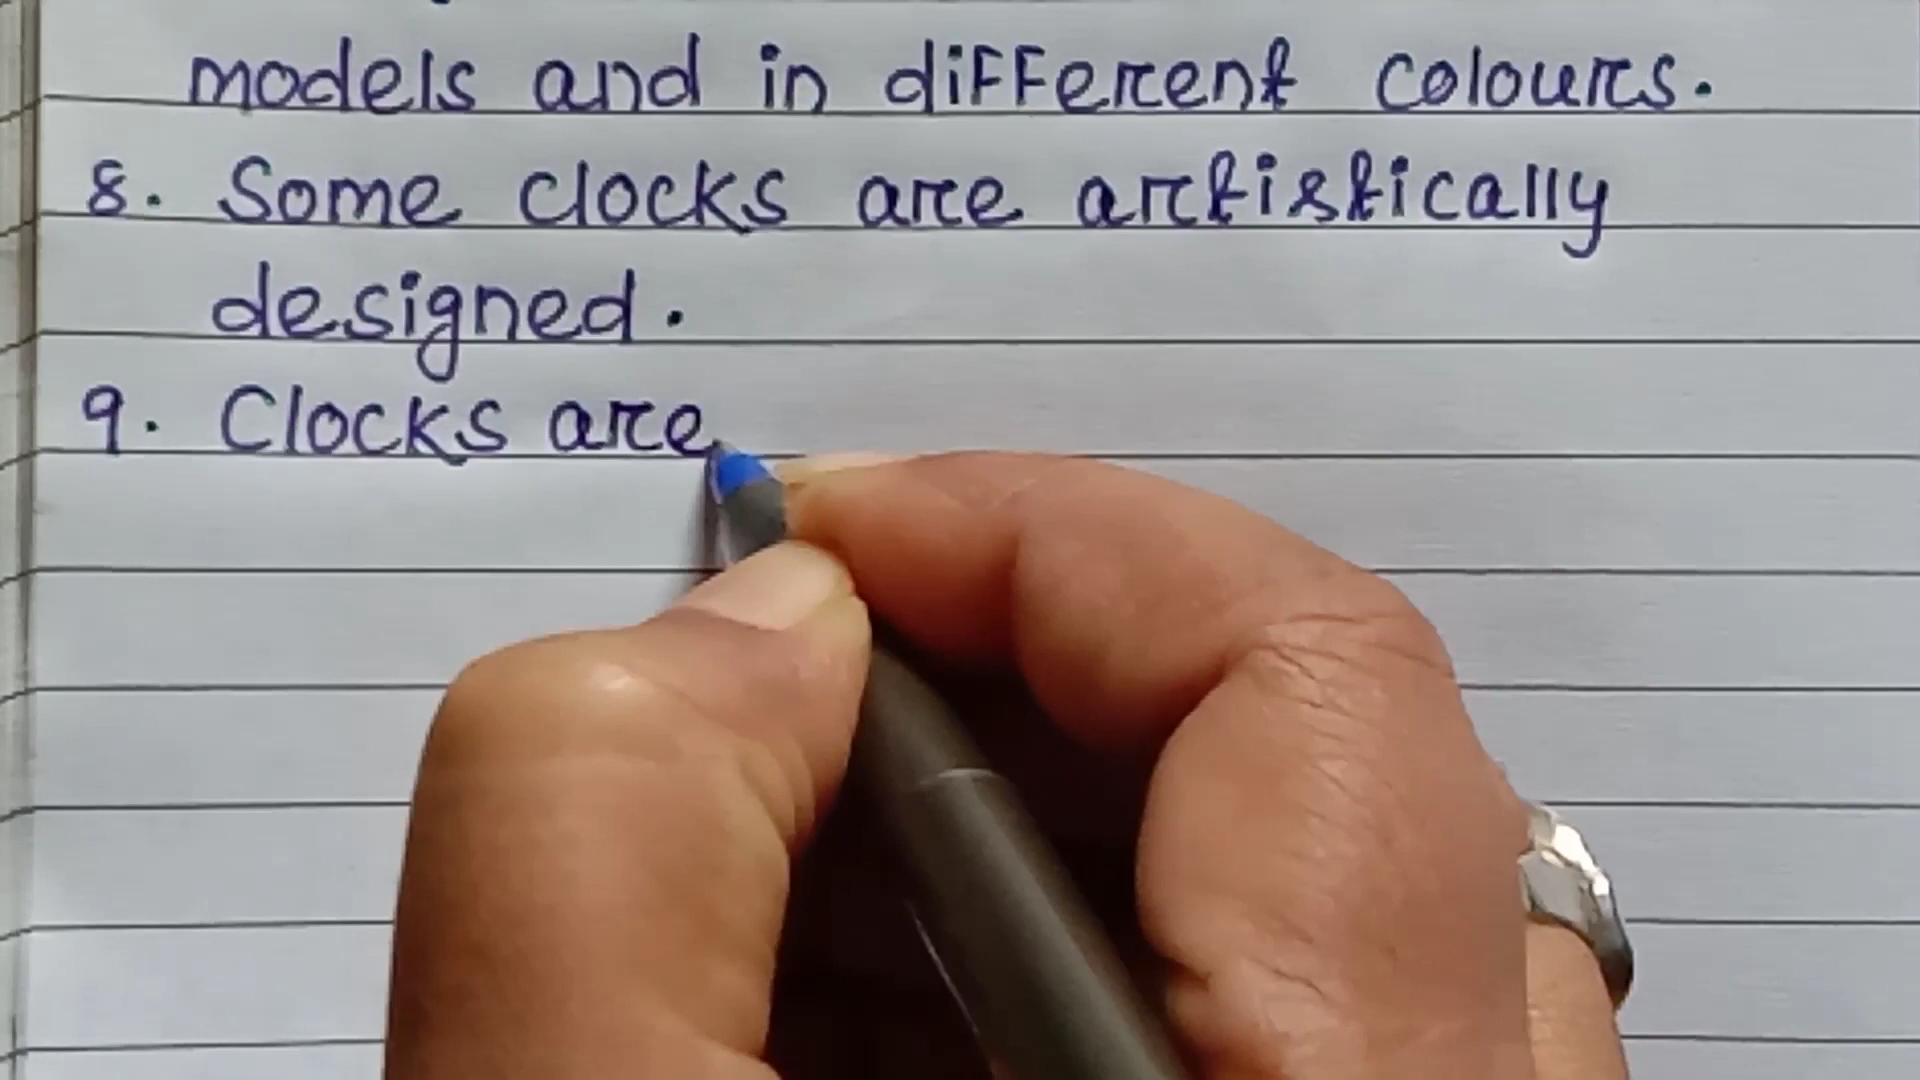 models and in different colours.
8. Some clocks are artistically
designed.
9. Clocks are